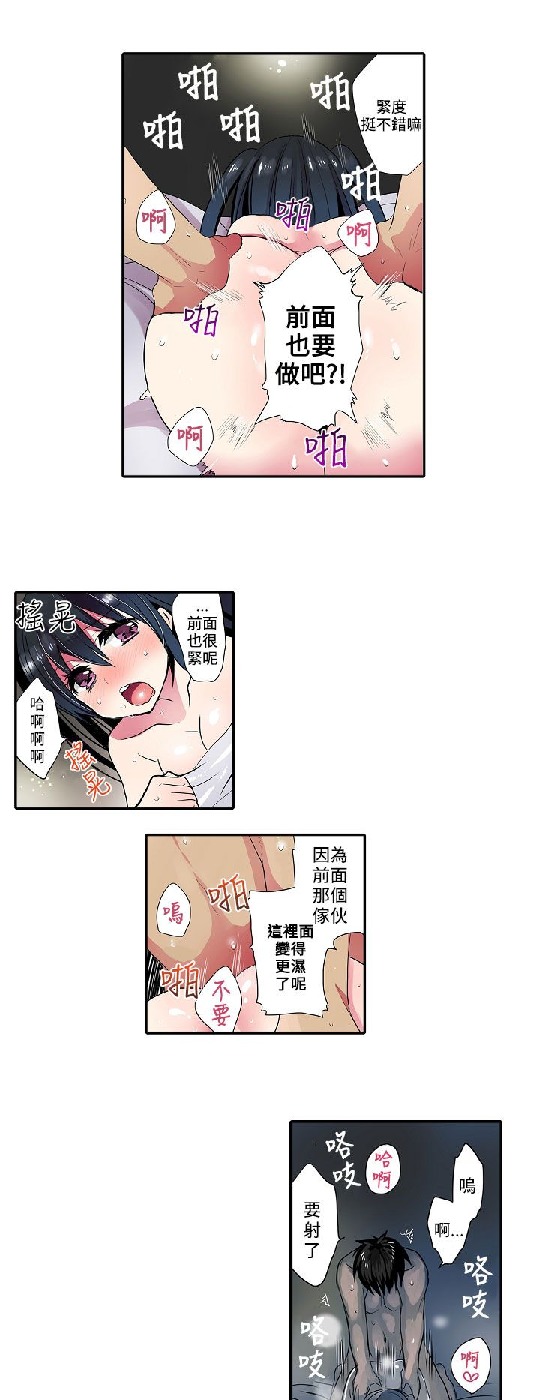 緊度
挺不錯嘛
啪
啪
啪
啪
啪
啪
啊
啊
啪
前面
也要
做吧?!
啊
啪
搖晃
…面很呢
前也緊
哈啊啊啊
搖晃
為面個伙
因前那傢
這裡面
變得
更濕
了呢
啪
嗚
啪
不要
咯吱
哈啊
嗚
啊…
要射了
咯吱
咯吱
啊♡